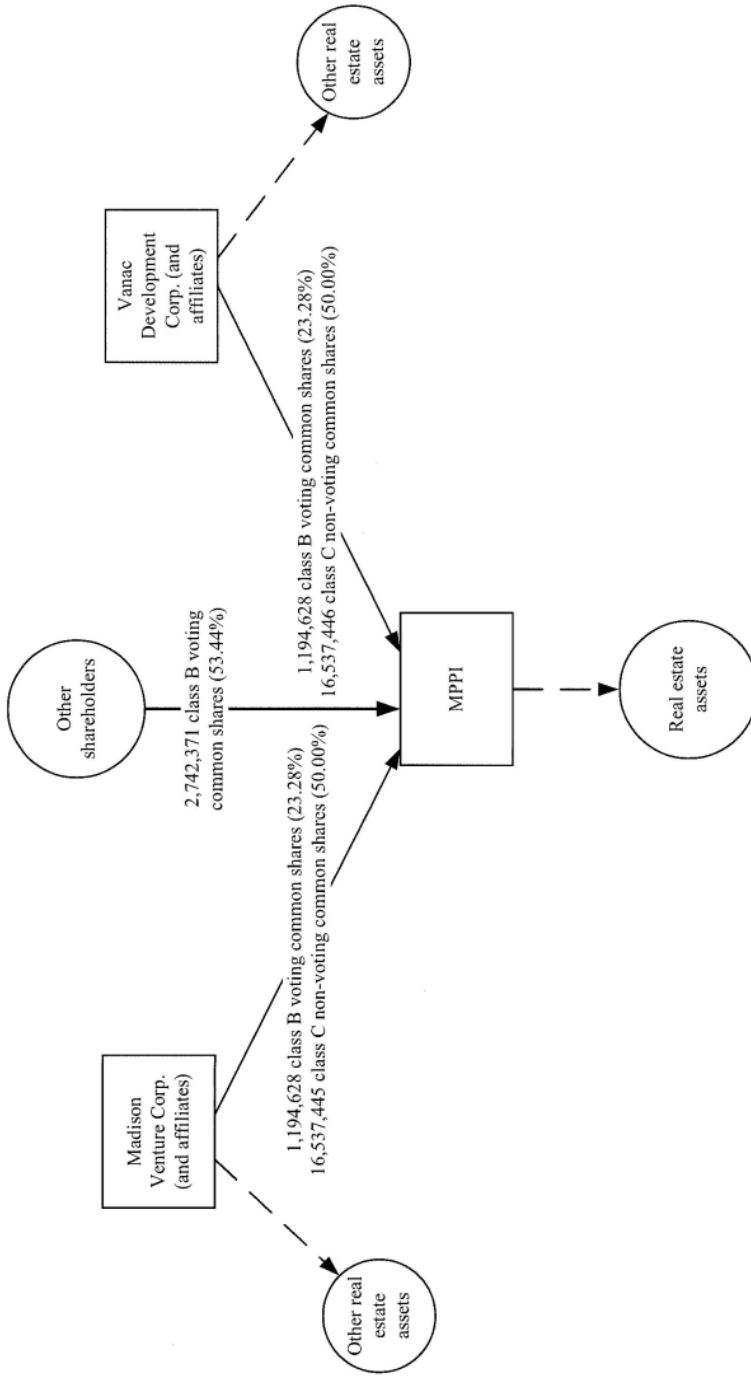 Other
shareholders
Madison
Venture Corp.
(and affiliates)
Vanac
Development
Corp. (and
affiliates)
2,742,371 class B voting
common shares (53.44%)
Other real
estate
assets
1,194,628 class B voting common shares (23.28%)
16,537,445 class C non-voting common shares (50.00%)
1,194,628 class B voting common shares (23.28%)
16,537,446 class C non-voting common shares (50.00%)
Other real
estate
assets
MPPI
Real estate
assets